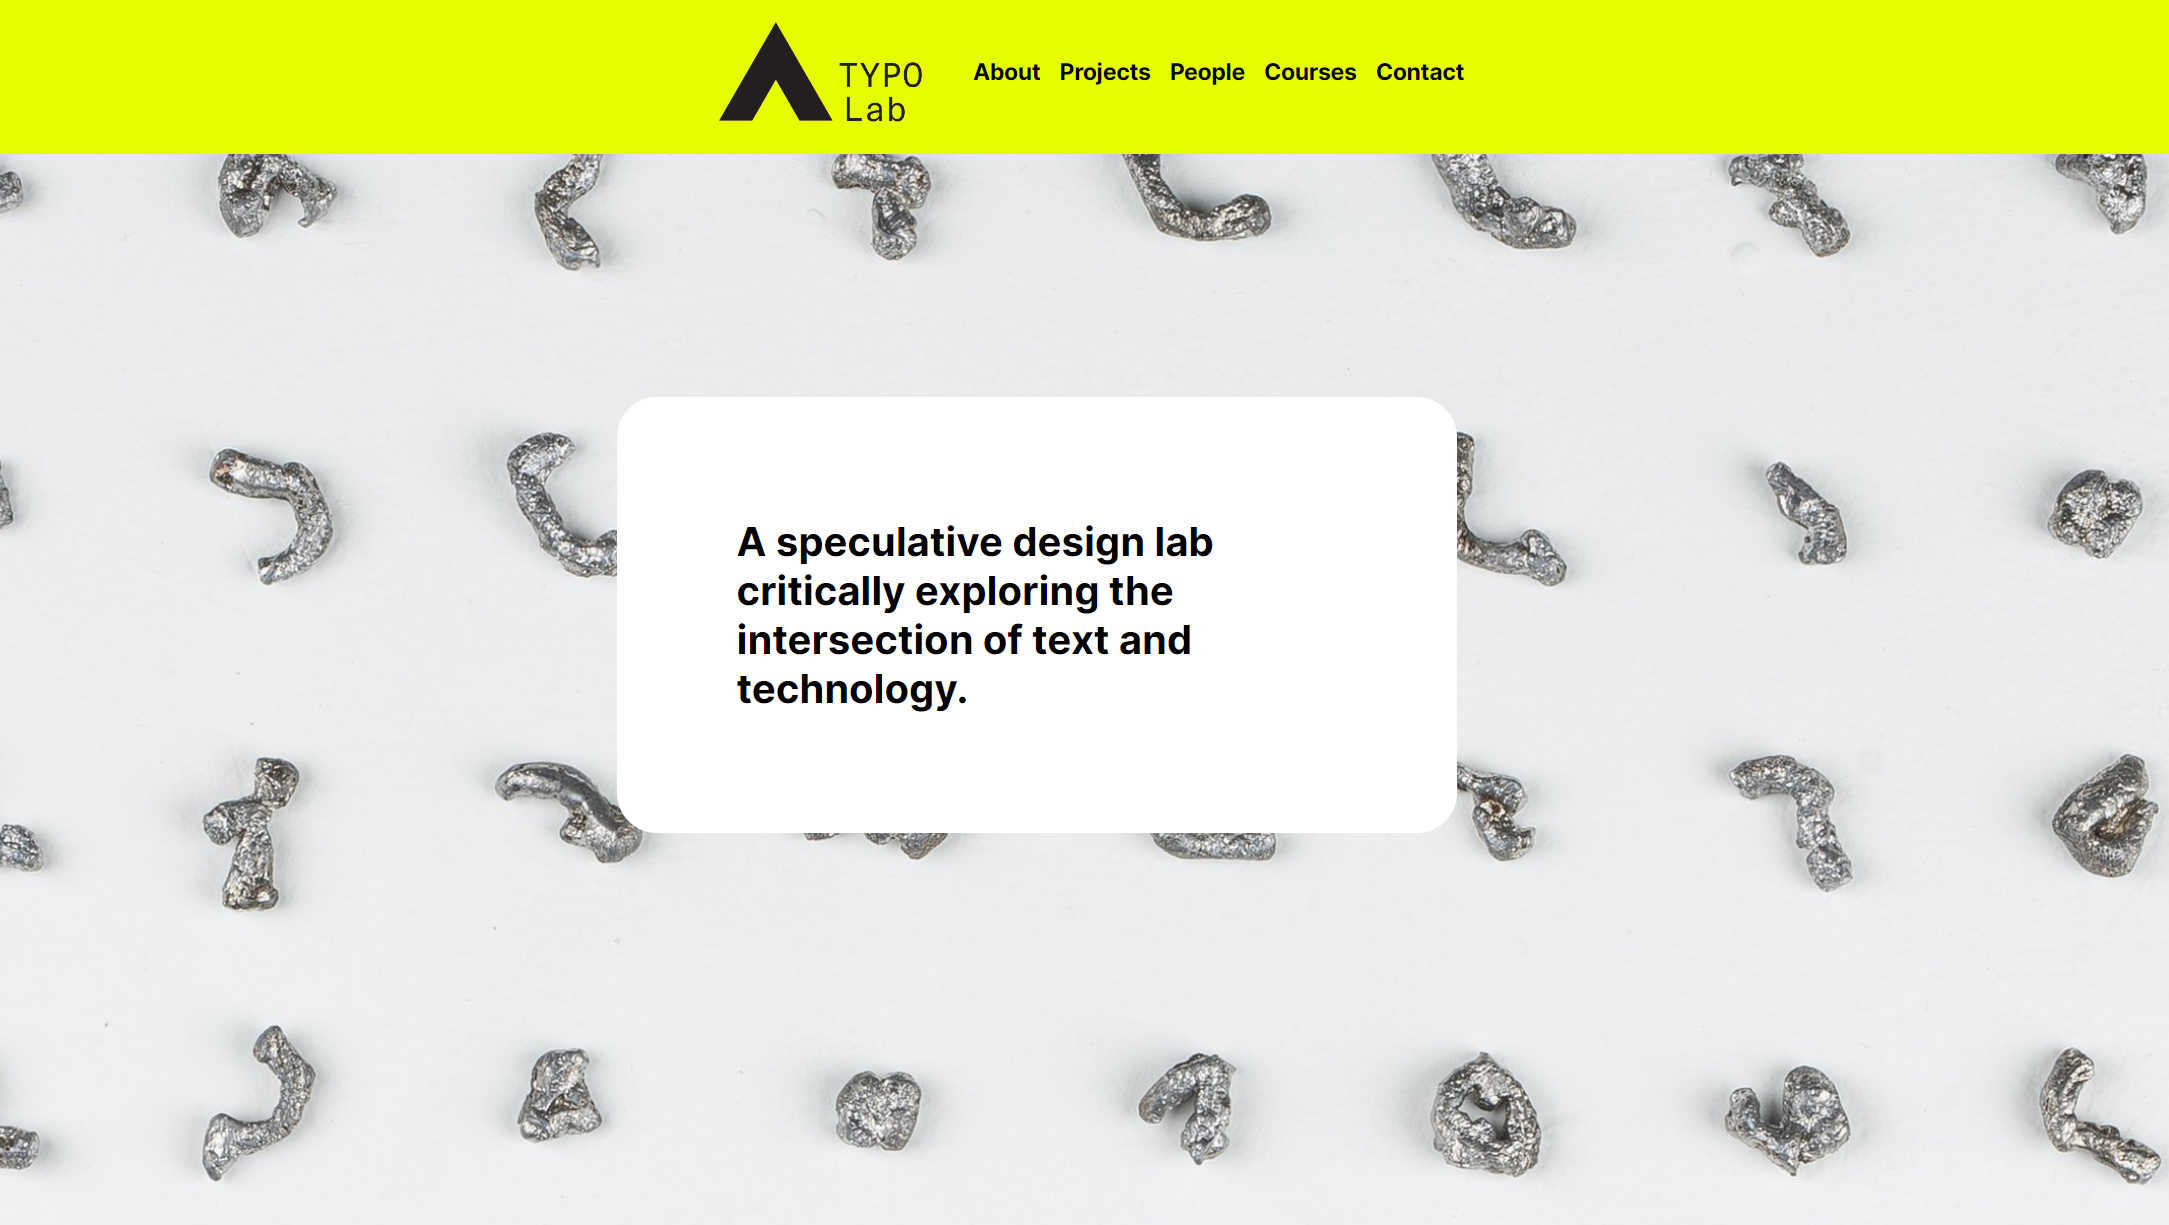 TYPO
Lab
About Projects People Courses Contact
A speculative design lab
critically exploring the
intersection of text and
technology.